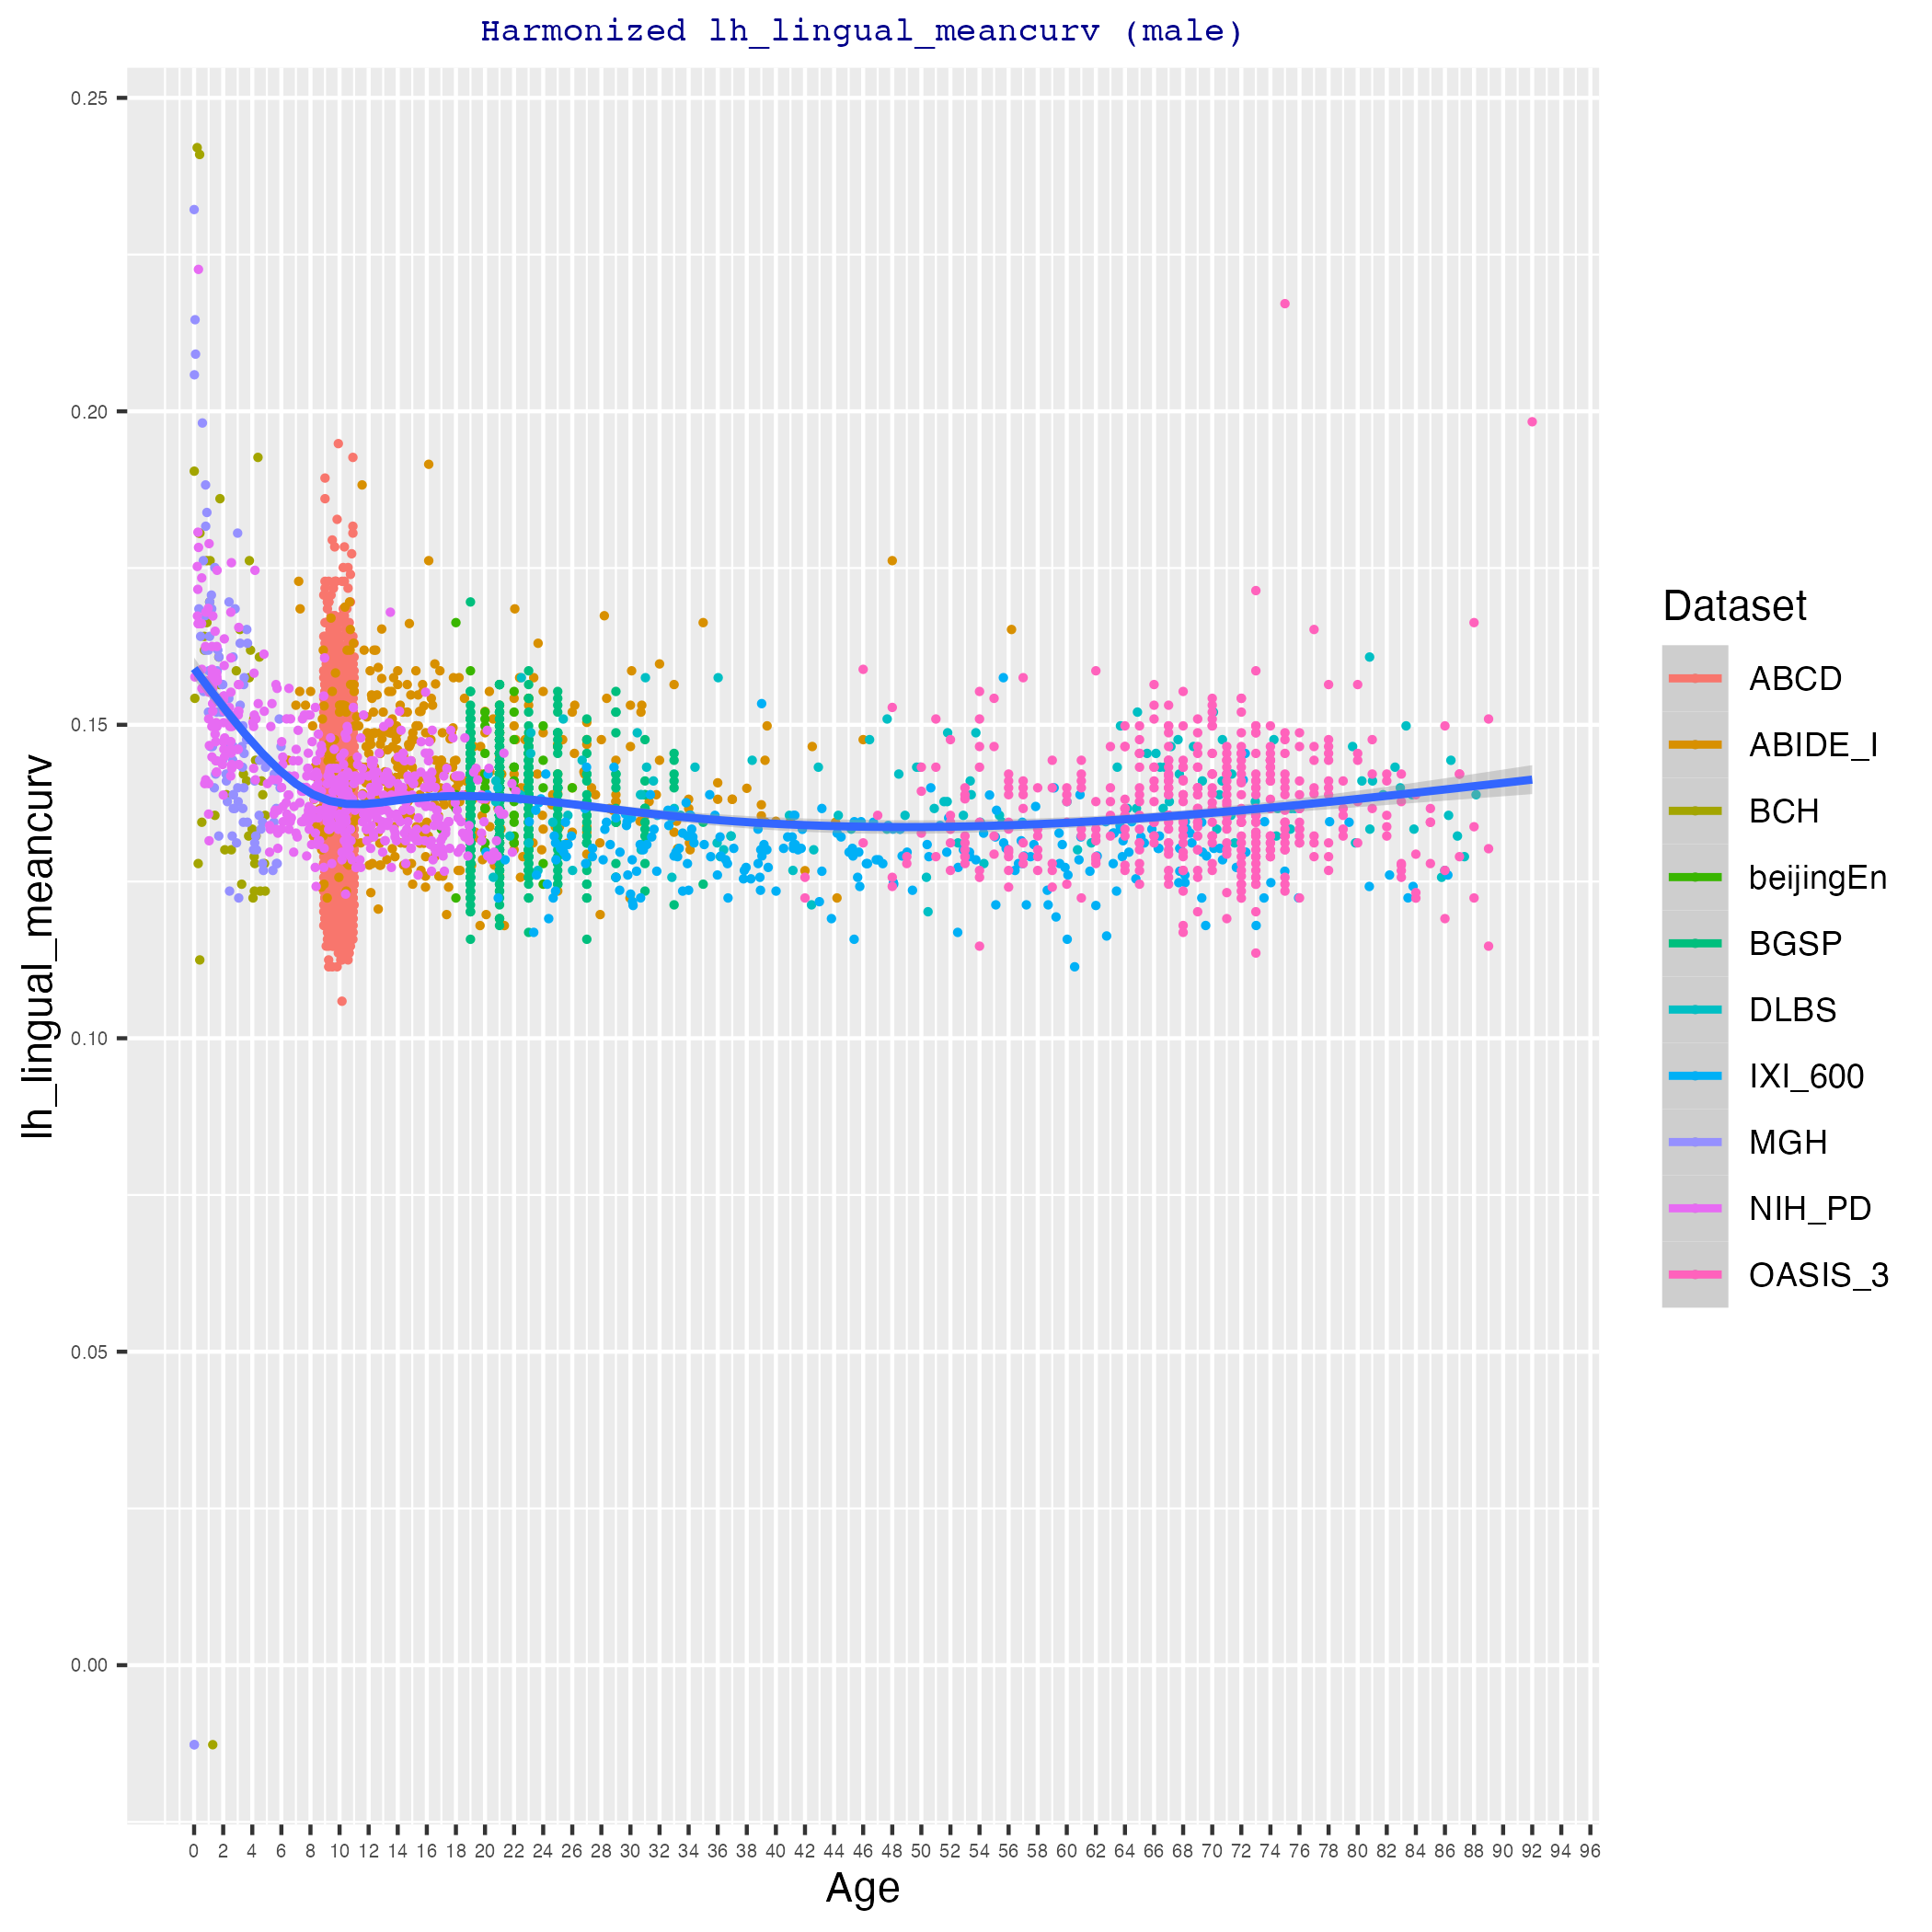 Harmonized lh_lingual_meancurv (male)
lh_lingual_meancurv
0.25
0.20
0.15
0.10
0.05
0.00
0 2 4 6 8 10 12 14 16 18 20 22 24 26 28 30 32 34 36 38 40 42 44 46 48 50 52 54 56 58 60 62 64 66 68 70 72 74 76 78 80 82 84 86 88 90 92 94 96
Age
Dataset
ABCD
ABIDE_I
BCH
beijingEn
BGSP
DLBS
IXI_600
MGH
NIH_PD
OASIS_3